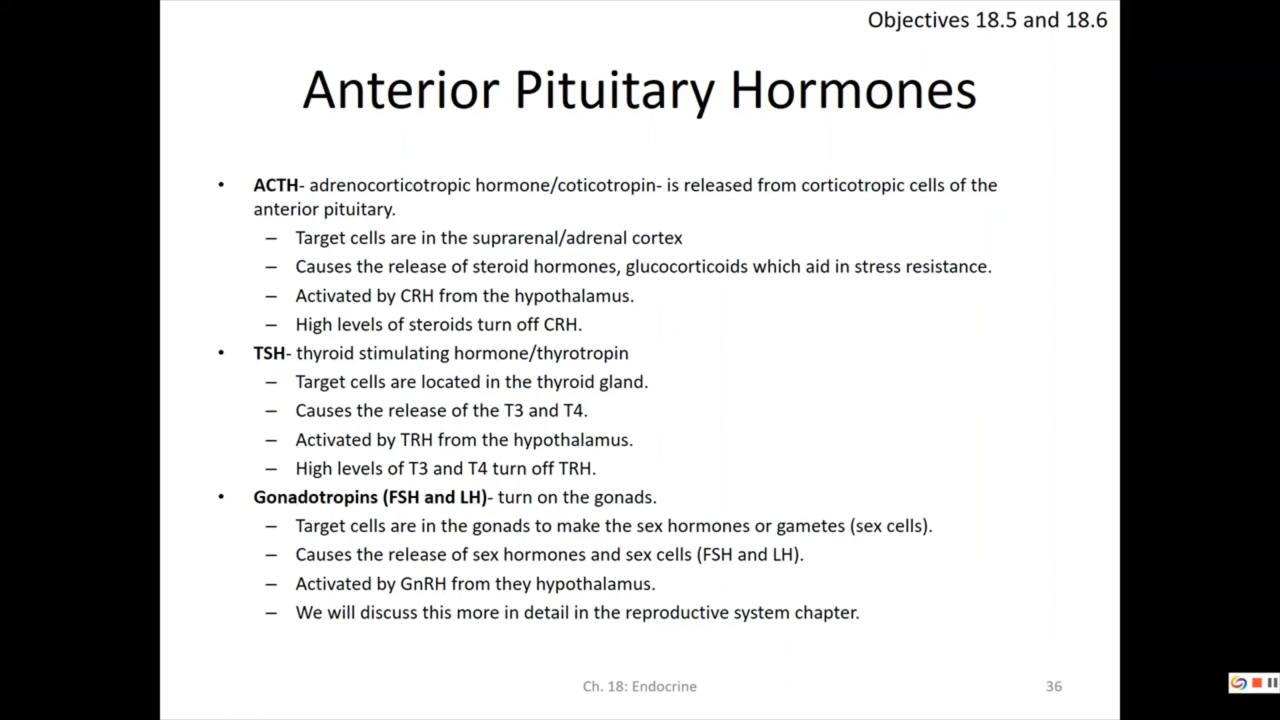 Objectives 18.5 and 18.6
Anterior Pituitary Hormones
• ACTH- adrenocorticotropic hormone/coticotropin- is released from corticotropic cells of the
anterior pituitary.
– Target cells are in the suprarenal/adrenal cortex
– Causes the release of steroid hormones, glucocorticoids which aid in stress resistance.
– Activated by CRH from the hypothalamus.
– High levels of steroids turn off CRH.
• TSH- thyroid stimulating hormone/thyrotropin
– Target cells are located in the thyroid gland.
– Causes the release of the T3 and T4.
– Activated by TRH from the hypothalamus.
– High levels of T3 and T4 turn off TRH.
• Gonadotropins (FSH and LH)- turn on the gonads.
– Target cells are in the gonads to make the sex hormones or gametes (sex cells).
– Causes the release of sex hormones and sex cells (FSH and LH).
– Activated by GnRH from they hypothalamus.
– We will discuss this more in detail in the reproductive system chapter.
Ch. 18: Endocrine
36